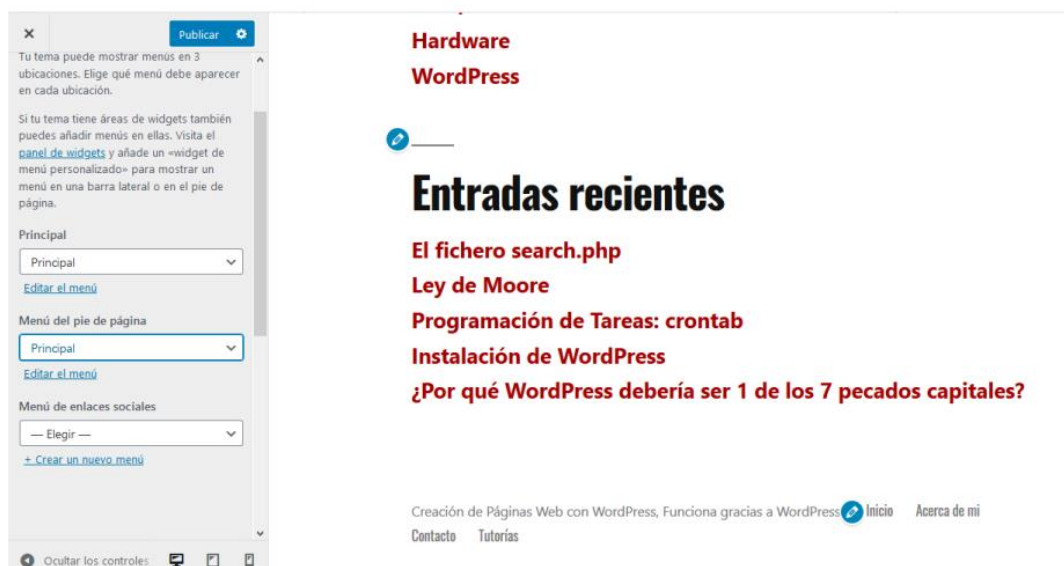 Publicar
Tu tema puede mostrar menús en 3
ubicaciones. Elige qué menú debe aparecer
en cada ubicación.
Si tu tema tiene áreas de widgets también
puedes añadir menús en ellas. Visita el
panel de widgets y añade un «widget de
menú personalizado» para mostrar un
menú en una barra lateral o en el pie de
página.
Principal
Principal
Editar el menú
Menú del pie de página
Principal
Editar el menú
Menú de enlaces sociales
— Elegir —
+ Crear un nuevo menú
Ocultar los controles
Hardware
WordPress
Entradas recientes
El fichero search.php
Ley de Moore
Programación de Tareas: crontab
Instalación de WordPress
¿Por qué WordPress debería ser 1 de los 7 pecados capitales?
Creación de Páginas Web con WordPress, Funciona gracias a WordPress Inicio Acerca de mi
Contacto Tutorías